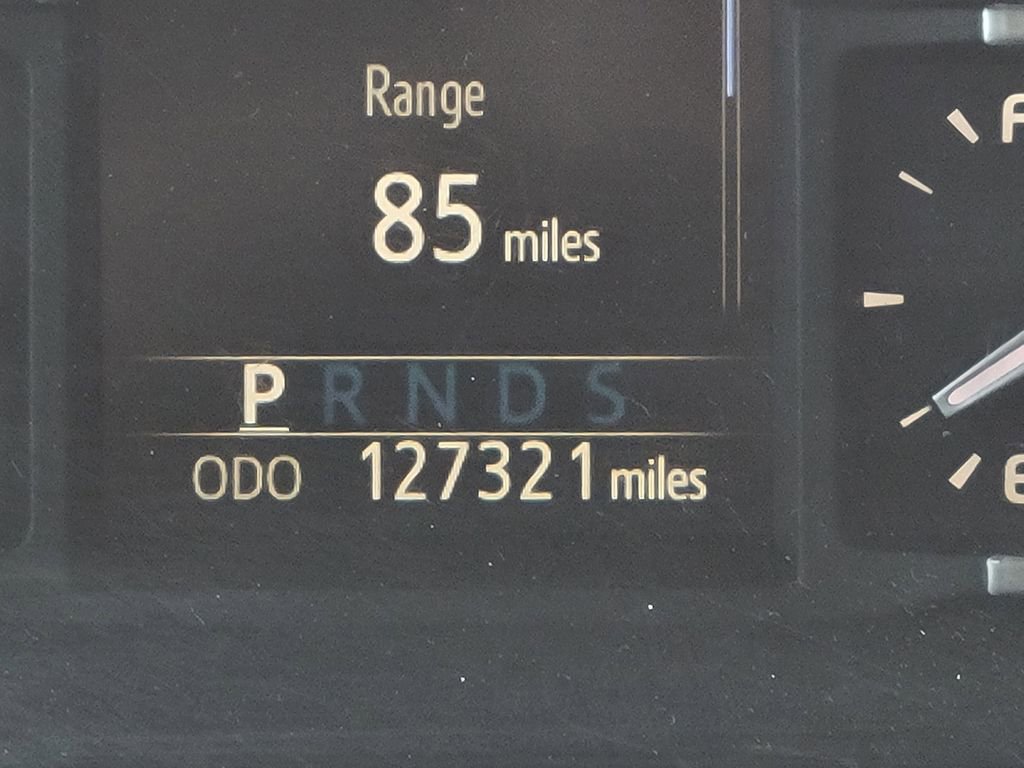 Range
85 miles
F
P R N D S
ODO 127321 miles
E